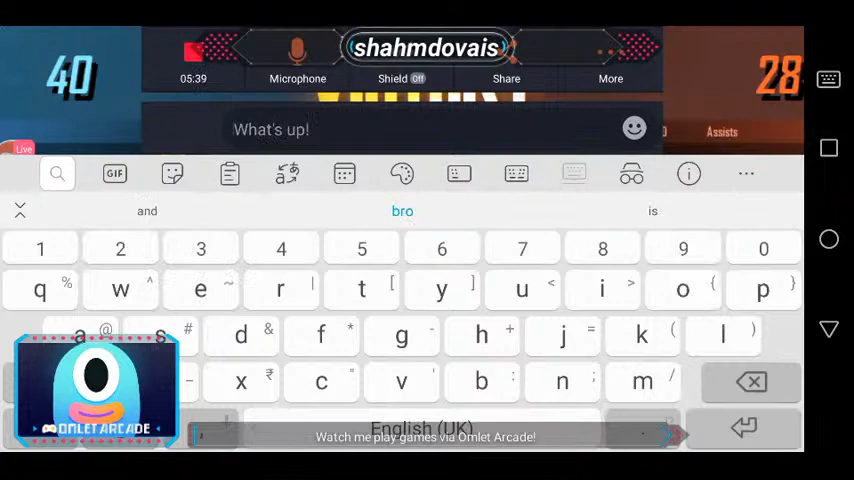 40
shahmdovais
28
05:39
Microphone
Shield Off
Share
More
What's up!
Assists
Live
GIF
and
bro
is
1 2 3 4 5 6 7 8 9 0
q % w ^ e ~ r | t [ y ] u < i > o { p }
a @ s # d & f * g - h + j = k ( l )
x ₹ c " v ' b : n ; m /
OMLET ARCADE
, English (UK) .
Watch me play games via Omlet Arcade!